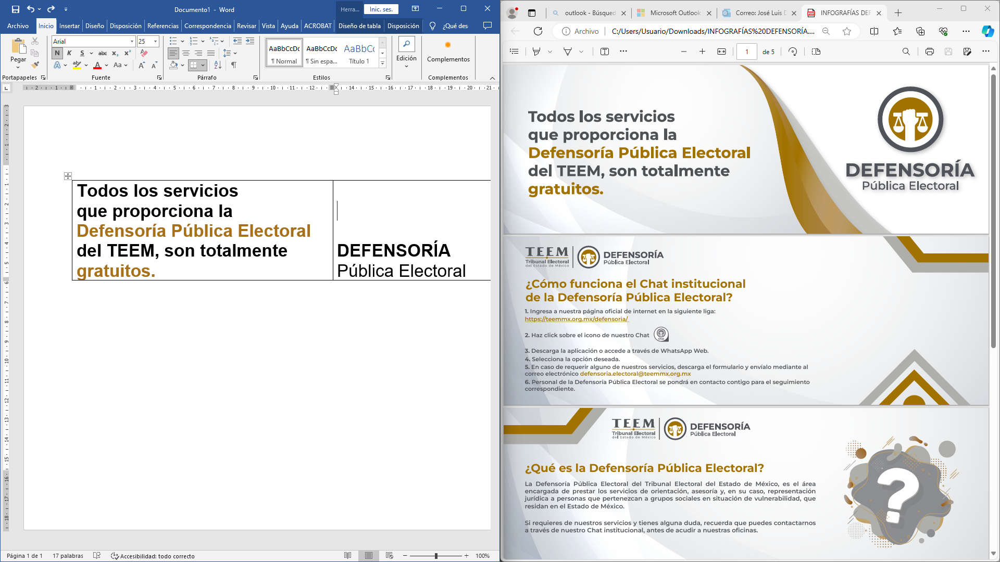 Documento1 - Word
Herra...
Inic. ses.
Archivo
Inicio
Insertar
Diseño
Disposición
Referencias
Correspondencia
Revisar
Vista
Ayuda
ACROBAT
Diseño de tabla
Disposición
¿Qué des
Pegar
Portapapeles
Arial
25
N K S abc x₂ x²
Fuente
Párrafo
AaBbCcDc
¶ Normal
AaBbCcDc
¶ Sin espa...
AaBbCc
Título 1
Estilos
Edición
Complementos
Complementos
Todos los servicios
que proporciona la
Defensoría Pública Electoral
del TEEM, son totalmente
gratuitos.
DEFENSORÍA
Pública Electoral
Página 1 de 1
17 palabras
Accesibilidad: todo correcto
100%
outlook - Búsqued
Microsoft Outlook
Correo: José Luis D
INFOGRAFÍAS DEF
Archivo
C:/Users/Usuario/Downloads/INFOGRAFÍAS%20DEFENSORÍA....
1
de 5
Todos los servicios
que proporciona la
Defensoría Pública Electoral
del TEEM, son totalmente
gratuitos.
DEFENSORÍA
Pública Electoral
TEEM
Tribunal Electoral
del Estado de México
DEFENSORÍA
Pública Electoral
¿Cómo funciona el Chat institucional
de la Defensoría Pública Electoral?
1. Ingresa a nuestra página oficial de internet en la siguiente liga:
https://teemmx.org.mx/defensoria/
2. Haz click sobre el icono de nuestro Chat
Chat
3. Descarga la aplicación o accede a través de WhatsApp Web.
4. Selecciona la opción deseada.
5. En caso de requerir alguno de nuestros servicios, descarga el formulario y envíalo mediante al
correo electrónico defensoria.electoral@teemmx.org.mx
6. Personal de la Defensoría Pública Electoral se pondrá en contacto contigo para el seguimiento
correspondiente.
TEEM
Tribunal Electoral
del Estado de México
DEFENSORÍA
Pública Electoral
¿Qué es la Defensoría Pública Electoral?
La Defensoría Pública Electoral del Tribunal Electoral del Estado de México, es el área
encargada de prestar los servicios de orientación, asesoría y, en su caso, representación
jurídica a personas que pertenezcan a grupos sociales en situación de vulnerabilidad, que
residan en el Estado de México.
Si requieres de nuestros servicios y tienes alguna duda, recuerda que puedes contactarnos
a través de nuestro Chat institucional, antes de acudir a nuestras oficinas.
?